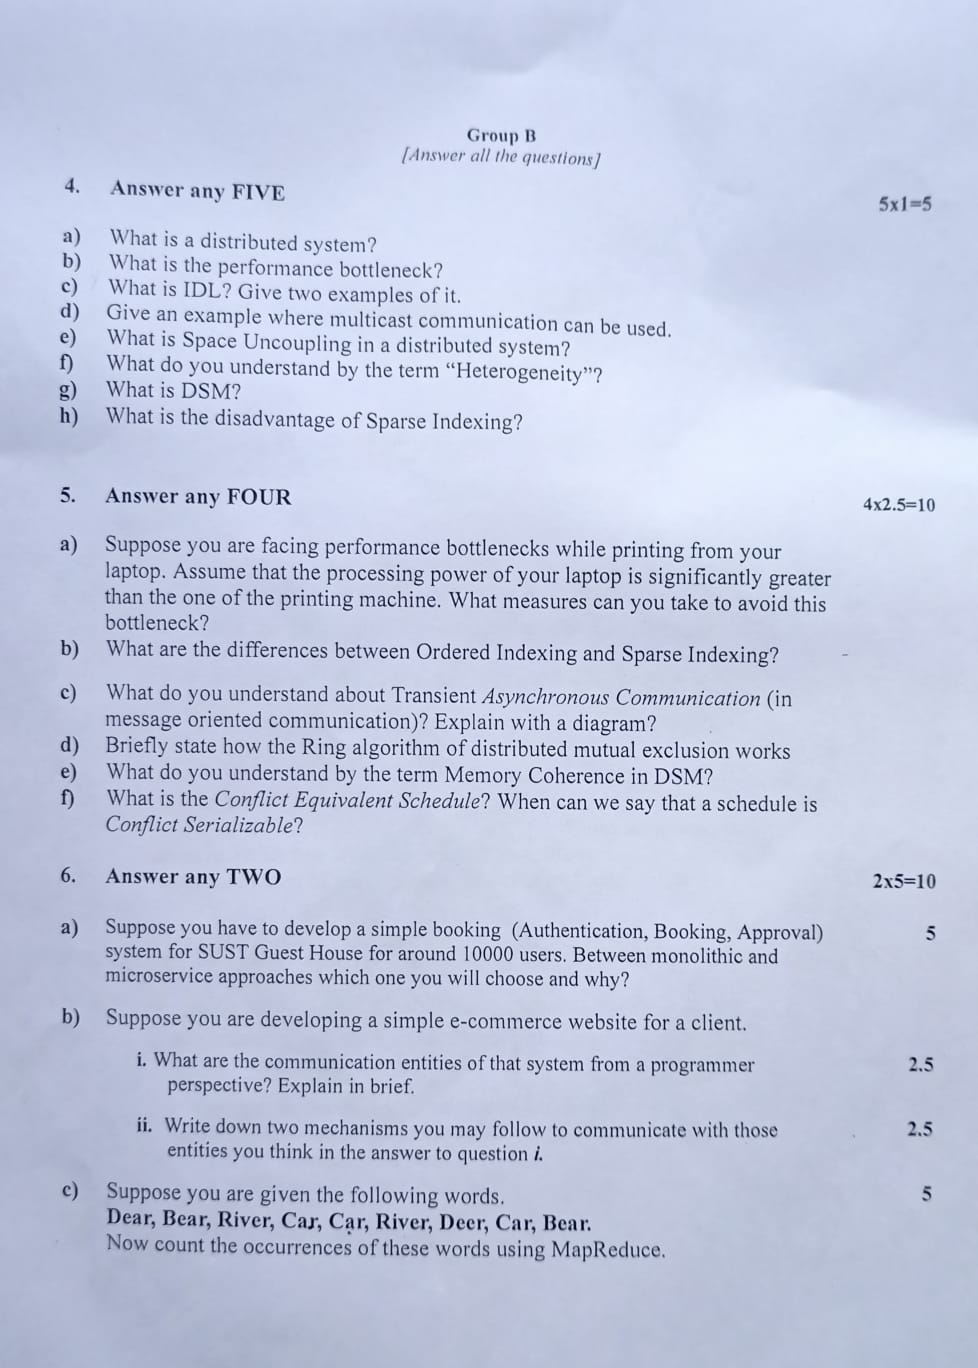 Group B
[Answer all the questions]
4. Answer any FIVE 5x1=5
a) What is a distributed system?
b) What is the performance bottleneck?
c) What is IDL? Give two examples of it.
d) Give an example where multicast communication can be used.
e) What is Space Uncoupling in a distributed system?
f) What do you understand by the term “Heterogeneity”?
g) What is DSM?
h) What is the disadvantage of Sparse Indexing?
5. Answer any FOUR 4x2.5=10
a) Suppose you are facing performance bottlenecks while printing from your
laptop. Assume that the processing power of your laptop is significantly greater
than the one of the printing machine. What measures can you take to avoid this
bottleneck?
b) What are the differences between Ordered Indexing and Sparse Indexing?
c) What do you understand about Transient Asynchronous Communication (in
message oriented communication)? Explain with a diagram?
d) Briefly state how the Ring algorithm of distributed mutual exclusion works
e) What do you understand by the term Memory Coherence in DSM?
f) What is the Conflict Equivalent Schedule? When can we say that a schedule is
Conflict Serializable?
6. Answer any TWO 2x5=10
a) Suppose you have to develop a simple booking (Authentication, Booking, Approval) 5
system for SUST Guest House for around 10000 users. Between monolithic and
microservice approaches which one you will choose and why?
b) Suppose you are developing a simple e-commerce website for a client.
i. What are the communication entities of that system from a programmer 2.5
perspective? Explain in brief.
ii. Write down two mechanisms you may follow to communicate with those 2.5
entities you think in the answer to question i.
c) Suppose you are given the following words. 5
Dear, Bear, River, Car, Car, River, Deer, Car, Bear.
Now count the occurrences of these words using MapReduce.